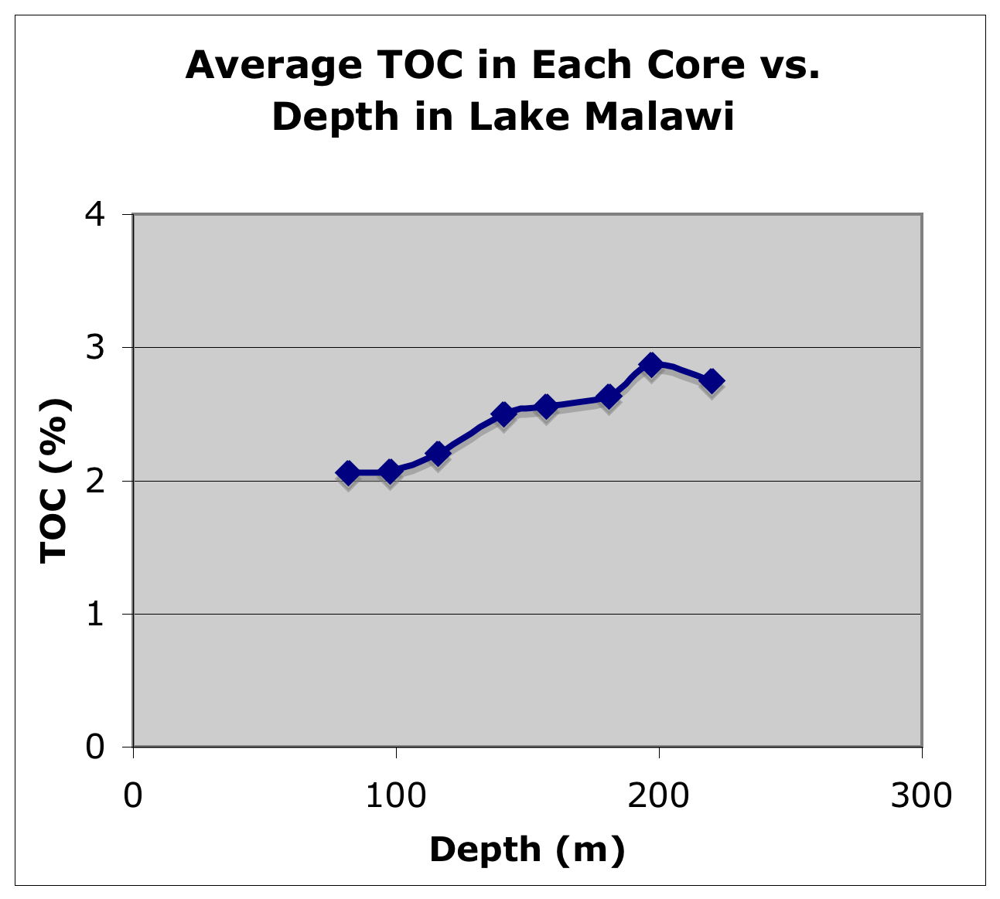 Average TOC in Each Core vs.
Depth in Lake Malawi
4
3
2
1
0
TOC (%)
0 100 200 300
Depth (m)